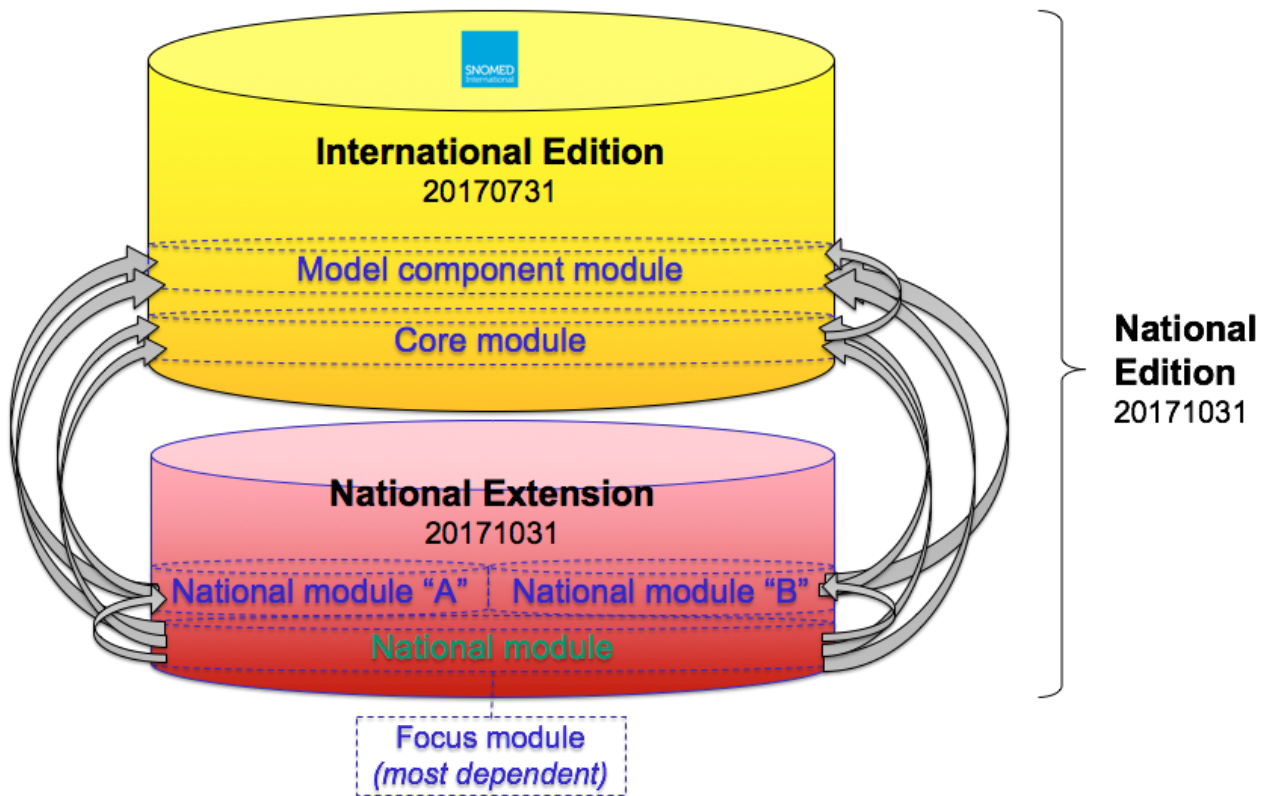 SNOMED
International
International Edition
20170731
Model component module
Core module
National
Edition
20171031
National Extension
20171031
National module “A”
National module “B”
National module
Focus module
(most dependent)